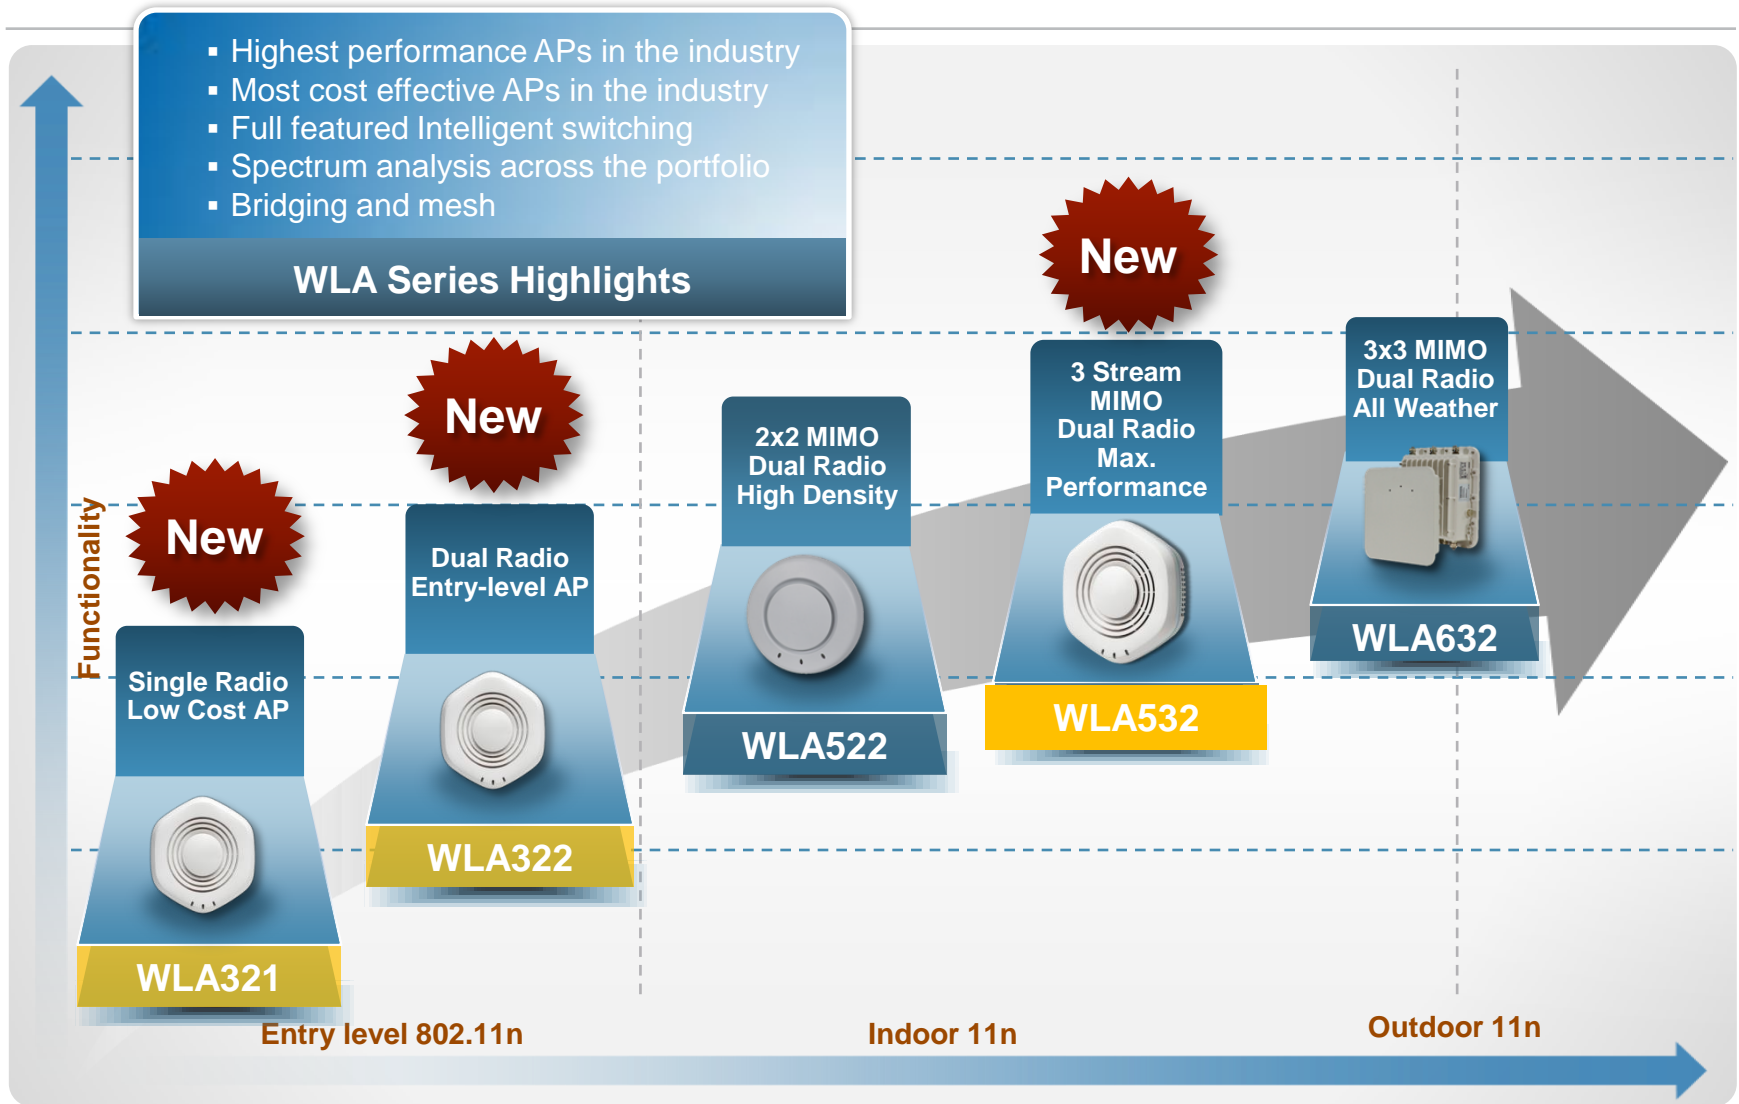 ▪ Highest performance APs in the industry
▪ Most cost effective APs in the industry
▪ Full featured Intelligent switching
▪ Spectrum analysis across the portfolio
▪ Bridging and mesh
WLA Series Highlights
Functionality
New
Single Radio
Low Cost AP
WLA321
New
Dual Radio
Entry-level AP
WLA322
2x2 MIMO
Dual Radio
High Density
WLA522
New
3 Stream
MIMO
Dual Radio
Max.
Performance
WLA532
3x3 MIMO
Dual Radio
All Weather
WLA632
Entry level 802.11n
Indoor 11n
Outdoor 11n